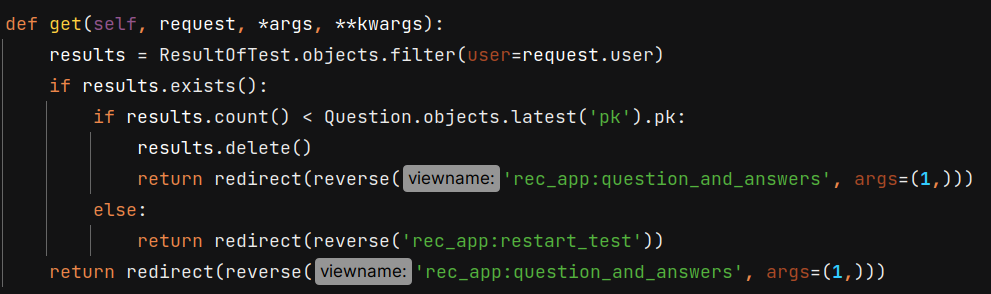 def get(self, request, *args, **kwargs):
    results = ResultOfTest.objects.filter(user=request.user)
    if results.exists():
        if results.count() < Question.objects.latest('pk').pk:
            results.delete()
            return redirect(reverse(viewname: 'rec_app:question_and_answers', args=(1,)))
        else:
            return redirect(reverse('rec_app:restart_test'))
    return redirect(reverse(viewname: 'rec_app:question_and_answers', args=(1,)))